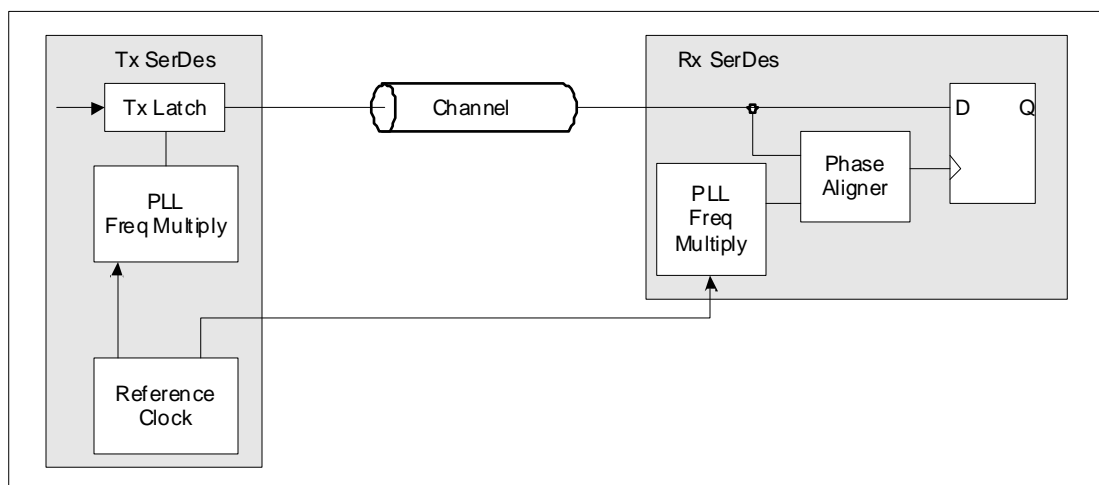 Tx SerDes
Tx Latch
PLL
Freq Multiply
Reference
Clock
Channel
Rx SerDes
D Q
Phase
Aligner
PLL
Freq
Multiply